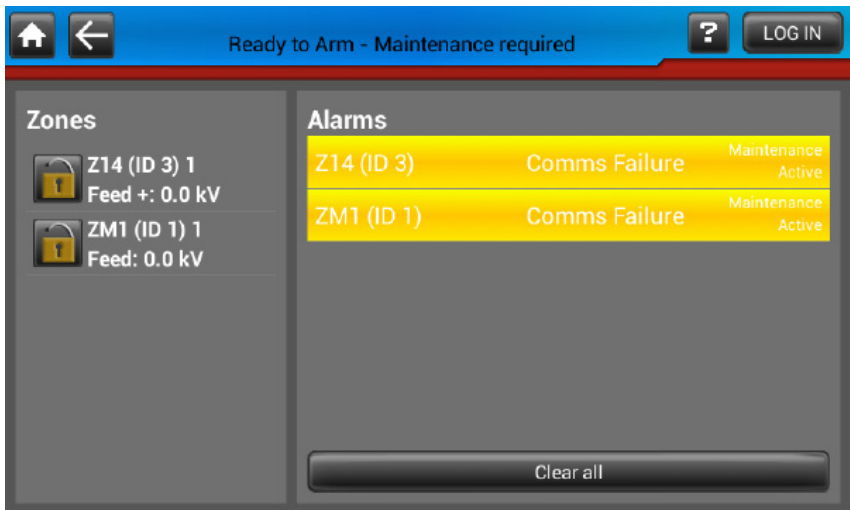 Ready to Arm - Maintenance required
? LOG IN
Zones
Z14 (ID 3) 1
Feed +: 0.0 kV
ZM1 (ID 1) 1
Feed: 0.0 kV
Alarms
Z14 (ID 3) Comms Failure Maintenance
Active
ZM1 (ID 1) Comms Failure Maintenance
Active
Clear all